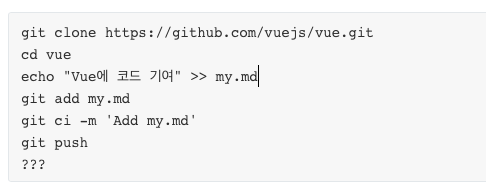 git clone https://github.com/vuejs/vue.git
cd vue
echo "Vue에 코드 기여" >> my.md
git add my.md
git ci -m 'Add my.md'
git push
???